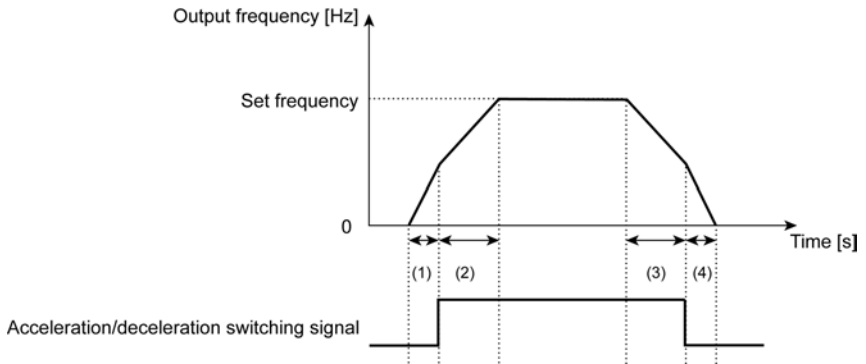 Output frequency [Hz]
Set frequency
0
Time [s]
(1) (2) (3) (4)
Acceleration/deceleration switching signal